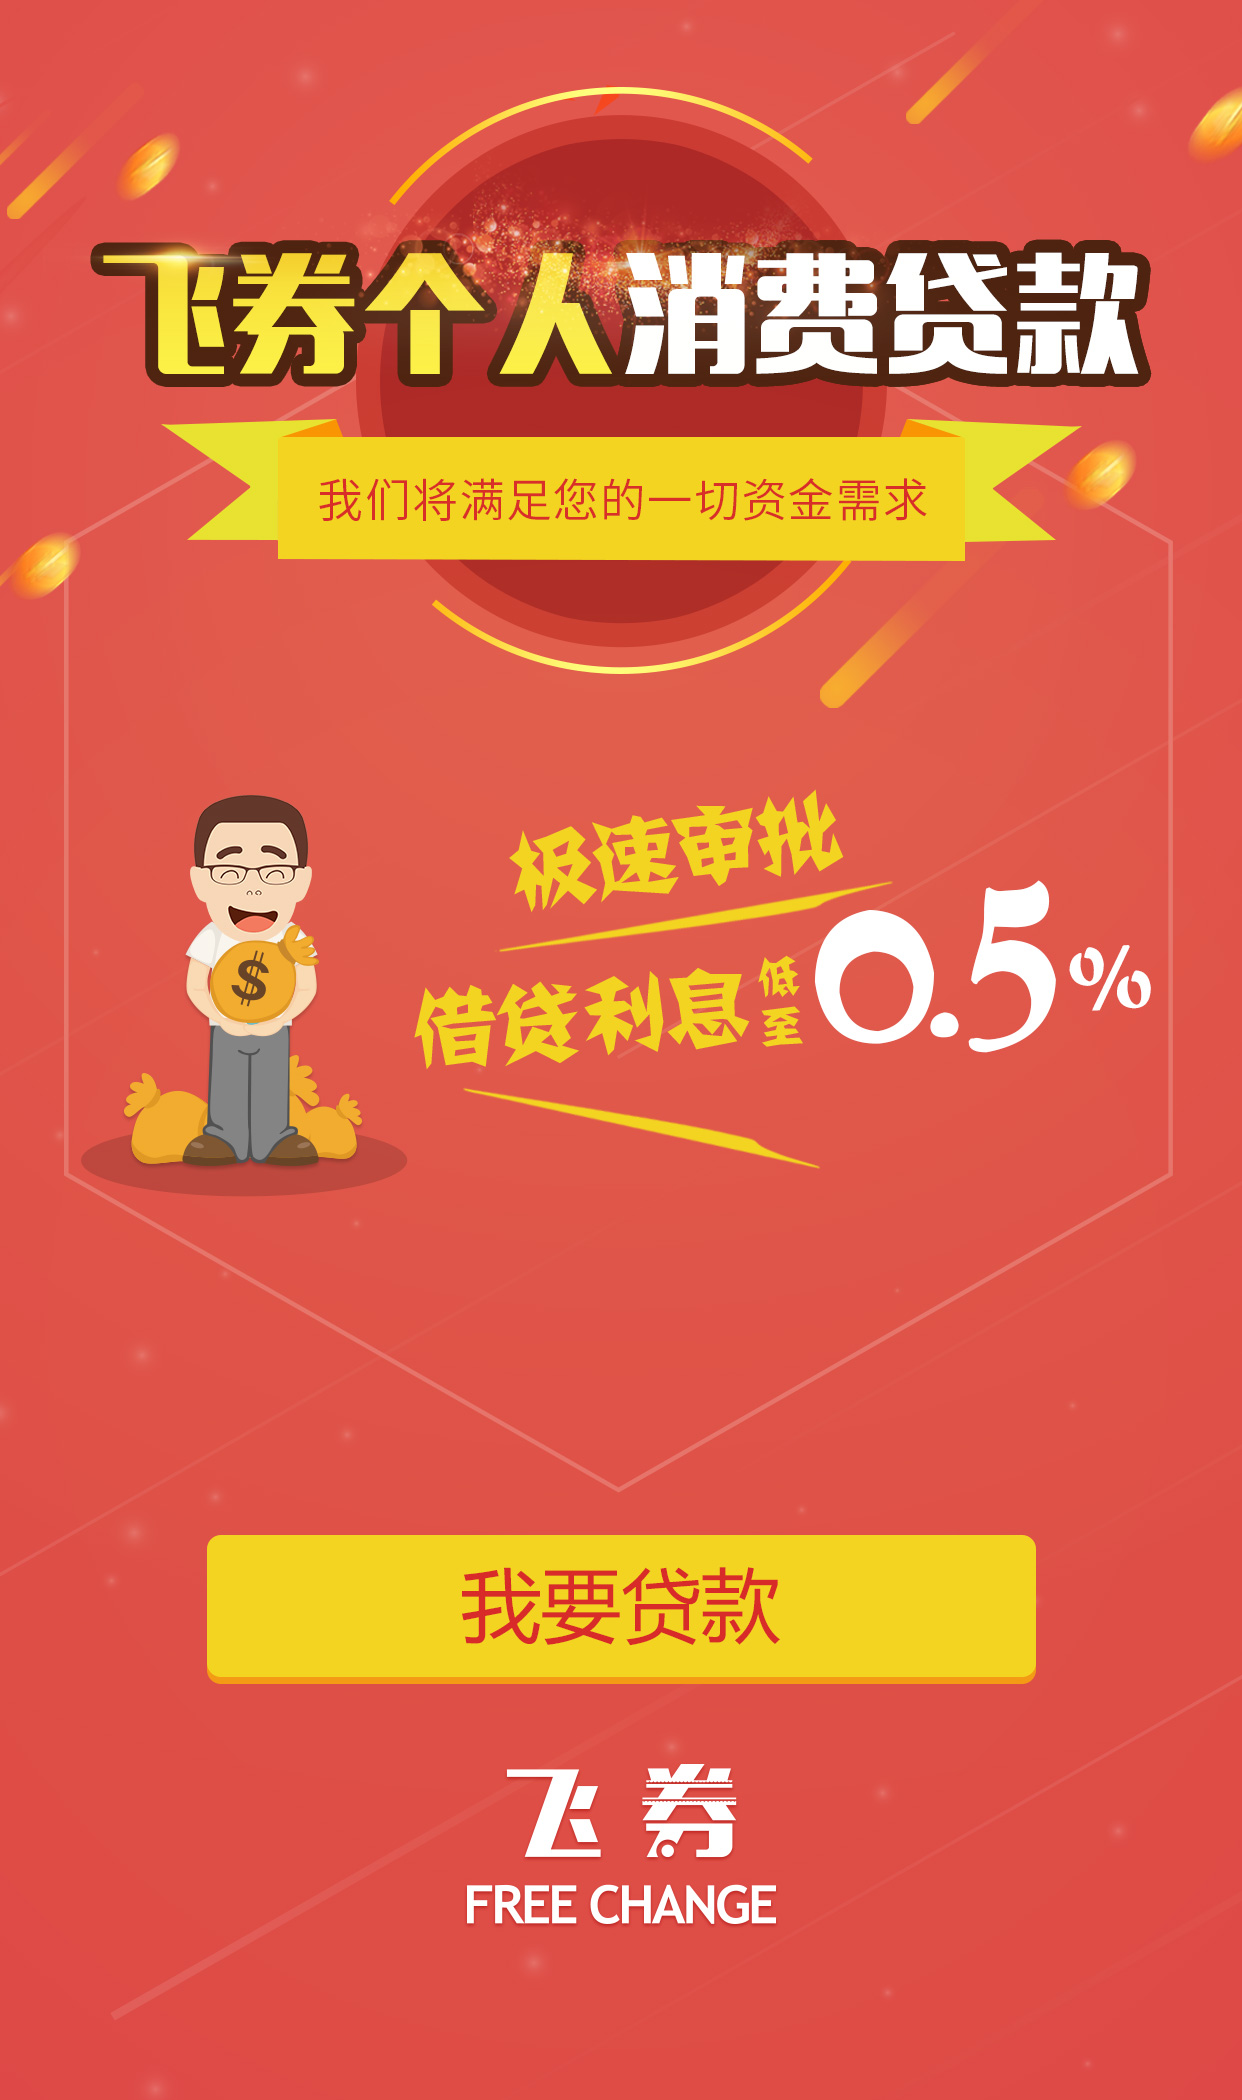 飞券个人消费贷款
我们将满足您的一切资金需求
极速审批
借贷利息低至0.5%
$
我要贷款
飞券
FREE CHANGE